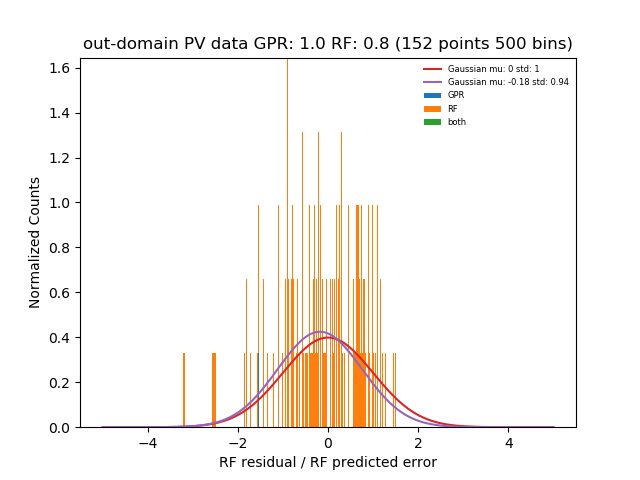 out-domain PV data GPR: 1.0 RF: 0.8 (152 points 500 bins)
Gaussian mu: 0 std: 1
Gaussian mu: -0.18 std: 0.94
GPR
RF
both
Normalized Counts
1.6
1.4
1.2
1.0
0.8
0.6
0.4
0.2
0.0
−4
−2
0
2
4
RF residual / RF predicted error